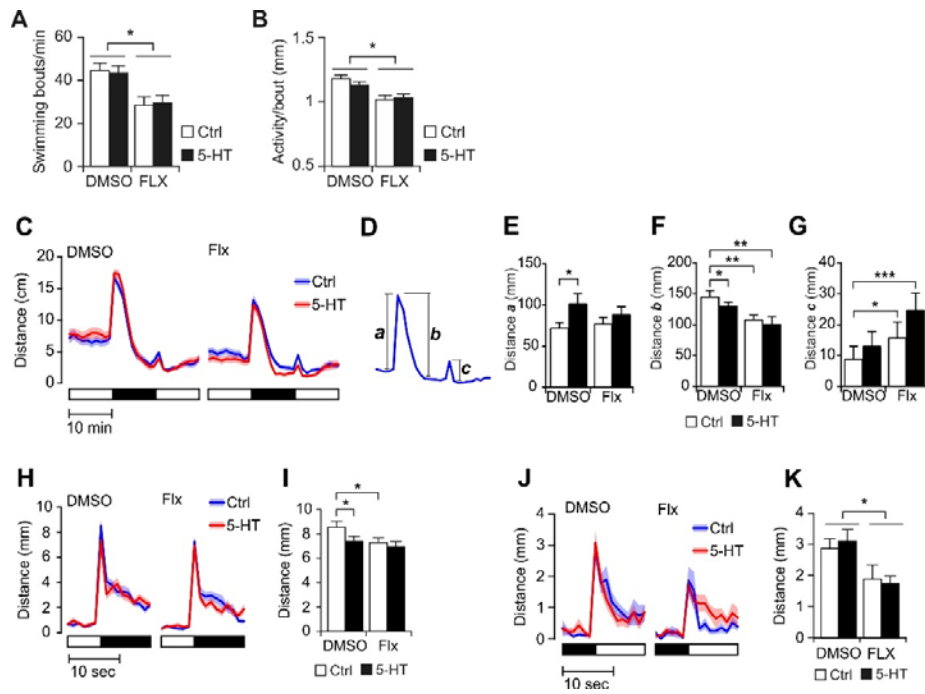 A
Swimming bouts/min
60
40
20
0
*
DMSO FLX
Ctrl
5-HT
B
Activity/bout (mm)
1.5
1
0.5
*
DMSO FLX
Ctrl
5-HT
C
DMSO
Flx
Distance (cm)
20
15
10
5
0
Ctrl
5-HT
10 min
D
a
b
c
E
Distance a (mm)
150
100
50
0
*
DMSO Flx
F
Distance b (mm)
200
150
100
50
0
**
**
*
DMSO Flx
Ctrl 5-HT
G
Distance c (mm)
40
30
20
10
0
***
*
DMSO Flx
H
DMSO
Flx
Distance (mm)
10
8
6
4
2
0
Ctrl
5-HT
10 sec
I
Distance (mm)
10
8
6
4
2
0
*
*
DMSO Flx
Ctrl 5-HT
J
DMSO
Flx
Distance (mm)
4
3
2
1
0
Ctrl
5-HT
10 sec
K
Distance (mm)
4
3
2
1
0
*
DMSO FLX
Ctrl 5-HT